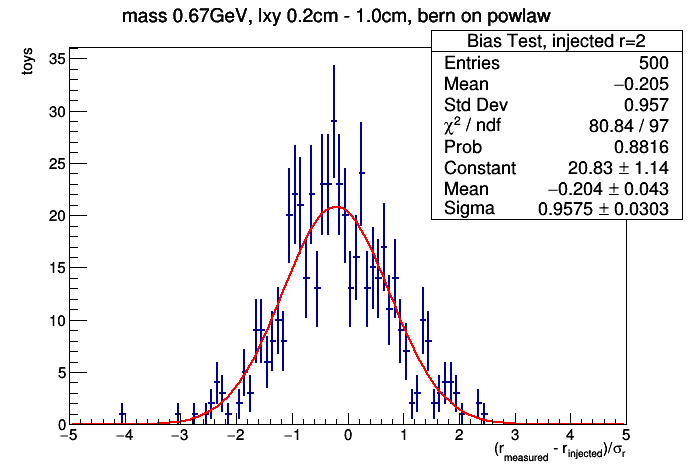 mass 0.67GeV, lxy 0.2cm - 1.0cm, bern on powlaw
Bias Test, injected r=2
Entries 500
Mean −0.205
Std Dev 0.957
χ² / ndf 80.84 / 97
Prob 0.8816
Constant 20.83 ± 1.14
Mean −0.204 ± 0.043
Sigma 0.9575 ± 0.0303
toys
35
30
25
20
15
10
5
0
−5 −4 −3 −2 −1 0 1 2 3 4 5
(r_measured - r_injected)/σ_r